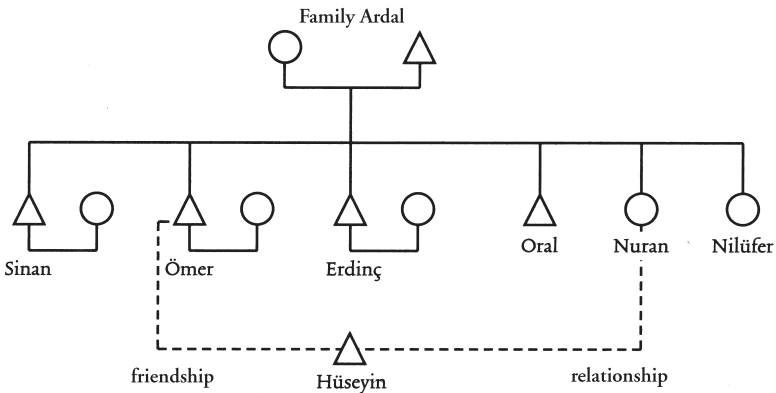 Family Ardal
Sinan
Ömer
Erdinç
Oral
Nuran
Nilüfer
friendship
Hüseyin
relationship